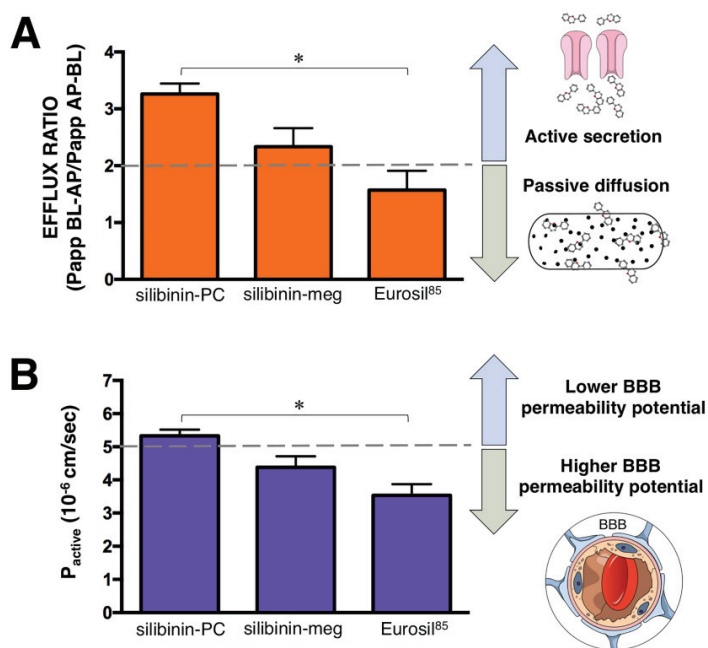 A
EFFLUX RATIO
(Papp BL-AP/Papp AP-BL)
4
3
2
1
0
*
silibinin-PC silibinin-meg Eurosil⁸⁵
Active secretion
Passive diffusion
B
P_active (10⁻⁶ cm/sec)
7
6
5
4
3
2
1
0
*
silibinin-PC silibinin-meg Eurosil⁸⁵
Lower BBB
permeability potential
Higher BBB
permeability potential
BBB